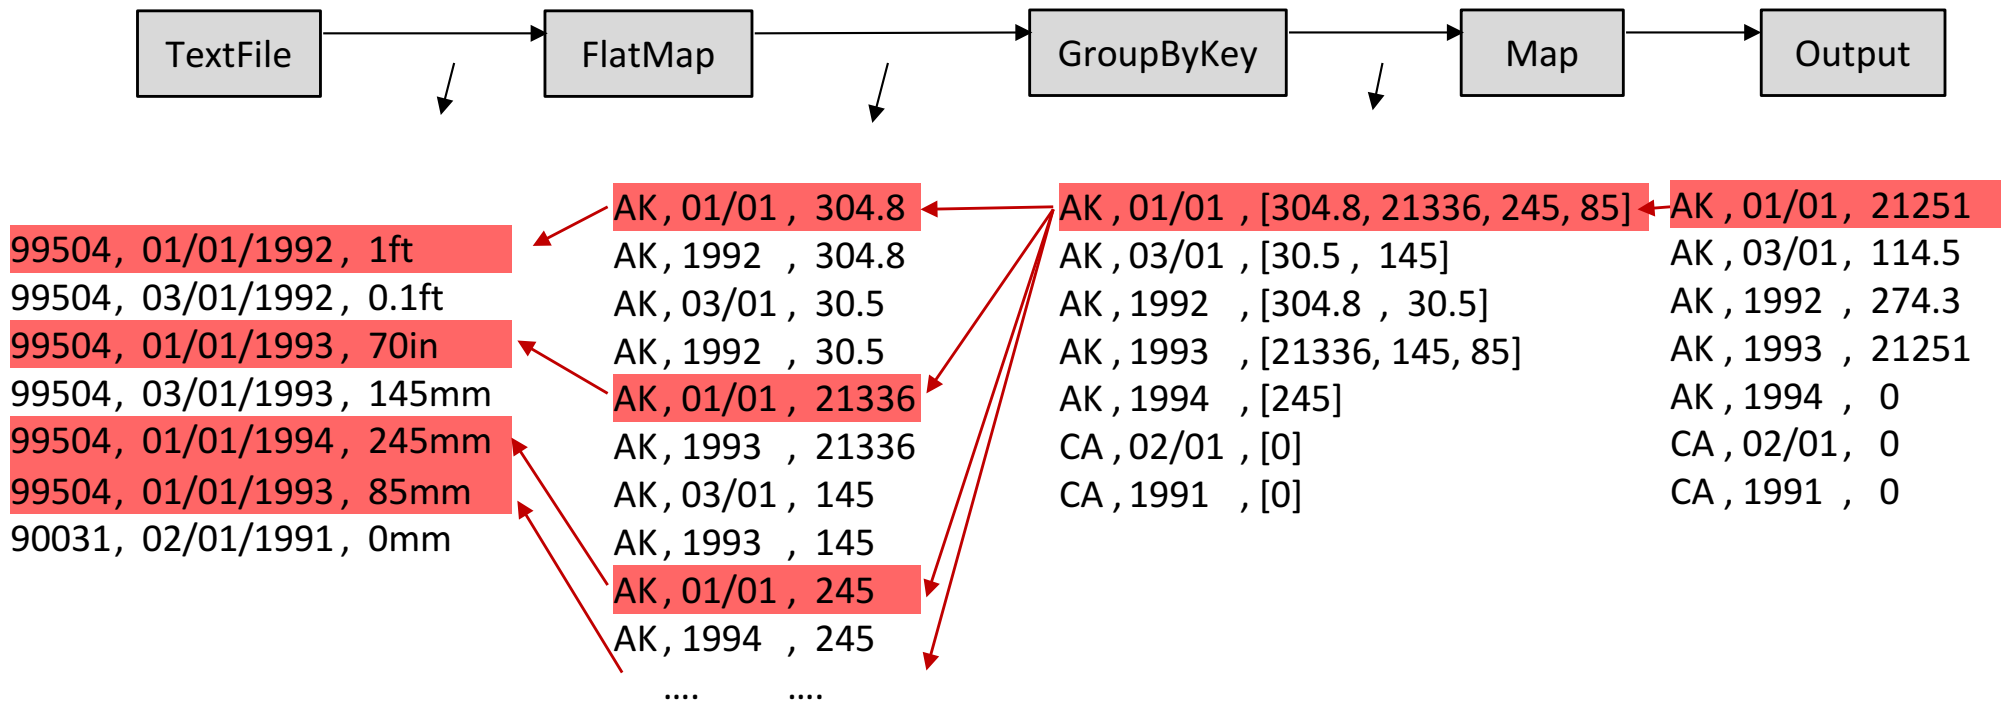 TextFile
FlatMap
GroupByKey
Map
Output
99504, 01/01/1992, 1ft
99504, 03/01/1992, 0.1ft
99504, 01/01/1993, 70in
99504, 03/01/1993, 145mm
99504, 01/01/1994, 245mm
99504, 01/01/1993, 85mm
90031, 02/01/1991, 0mm
AK, 01/01, 304.8
AK, 1992, 304.8
AK, 03/01, 30.5
AK, 1992, 30.5
AK, 01/01, 21336
AK, 1993, 21336
AK, 03/01, 145
AK, 1993, 145
AK, 01/01, 245
AK, 1994, 245
.... ....
AK, 01/01, [304.8, 21336, 245, 85]
AK, 03/01, [30.5, 145]
AK, 1992, [304.8, 30.5]
AK, 1993, [21336, 145, 85]
AK, 1994, [245]
CA, 02/01, [0]
CA, 1991, [0]
AK, 01/01, 21251
AK, 03/01, 114.5
AK, 1992, 274.3
AK, 1993, 21251
AK, 1994, 0
CA, 02/01, 0
CA, 1991, 0